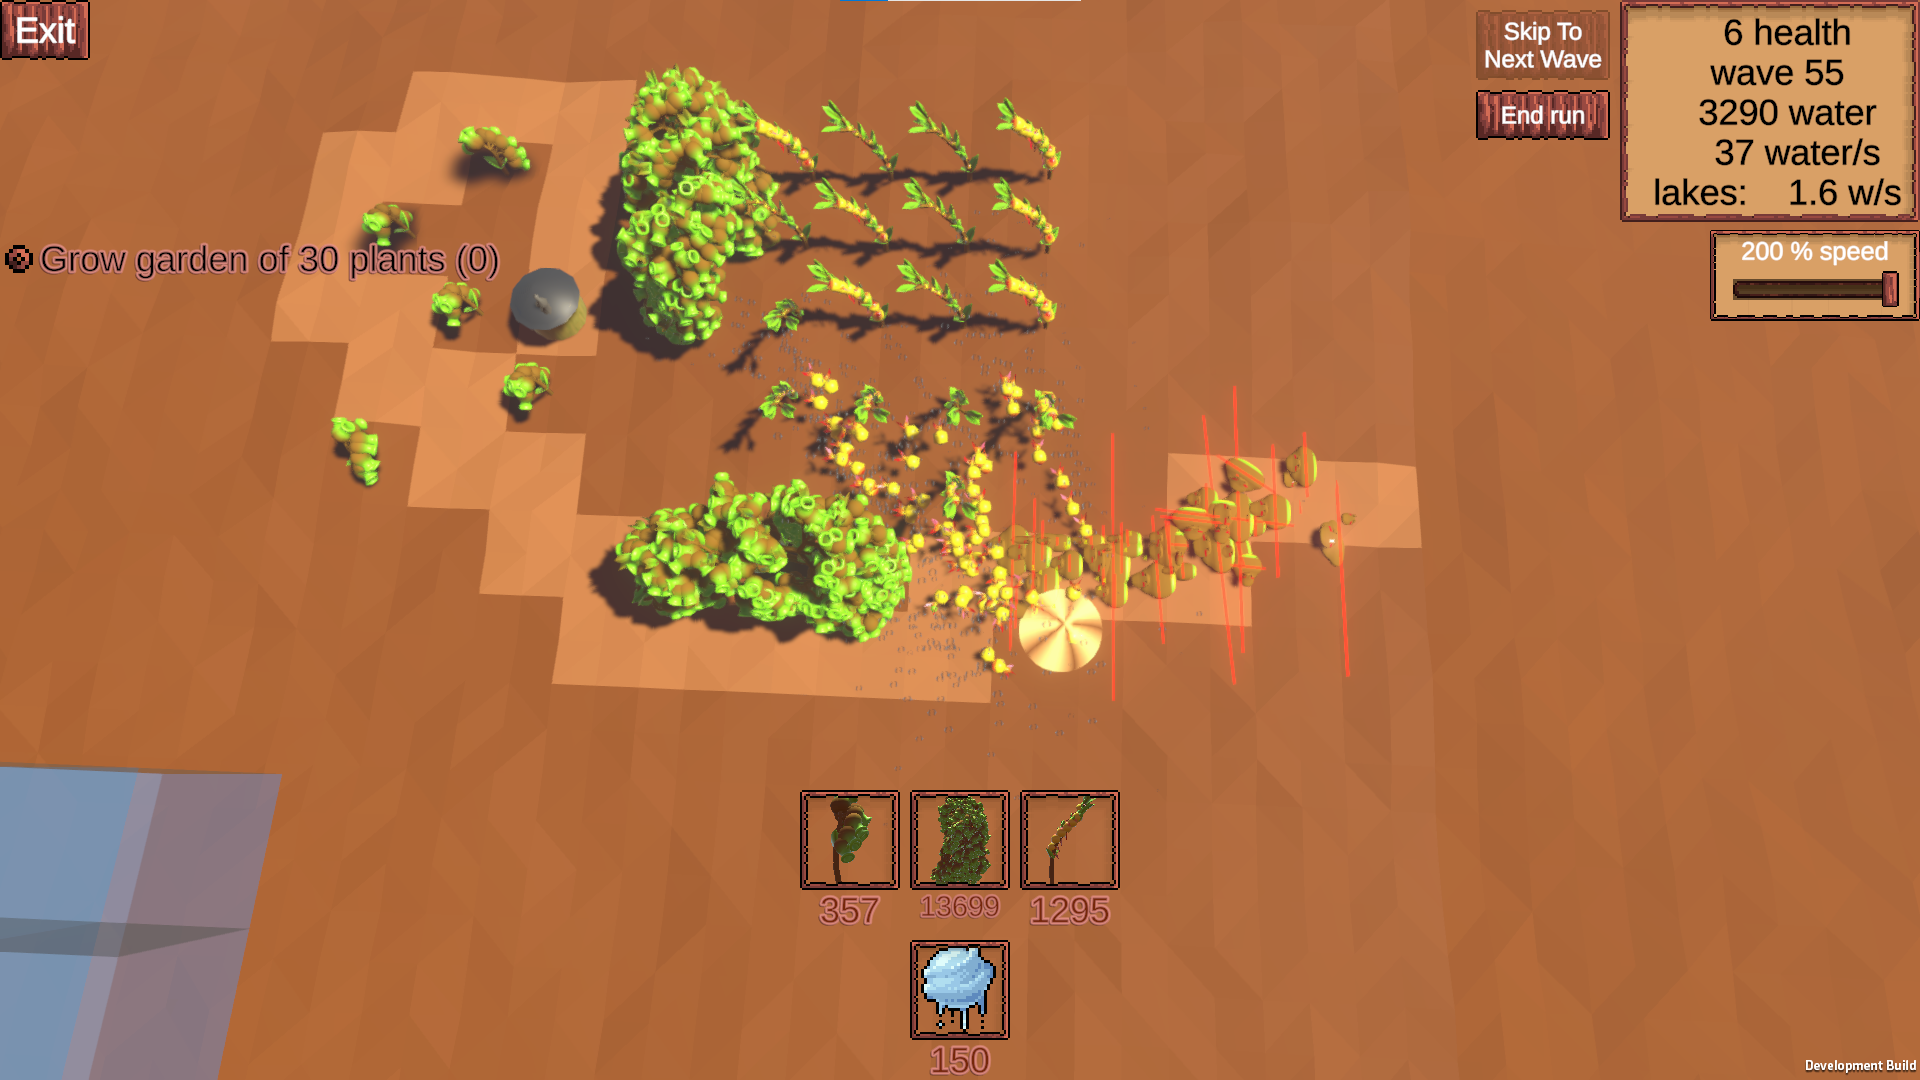 Exit
Skip To
Next Wave
End run
6 health
wave 55
3290 water
37 water/s
lakes: 1.6 w/s
200 % speed
Grow garden of 30 plants (0)
357
13699
1295
150
Development Build